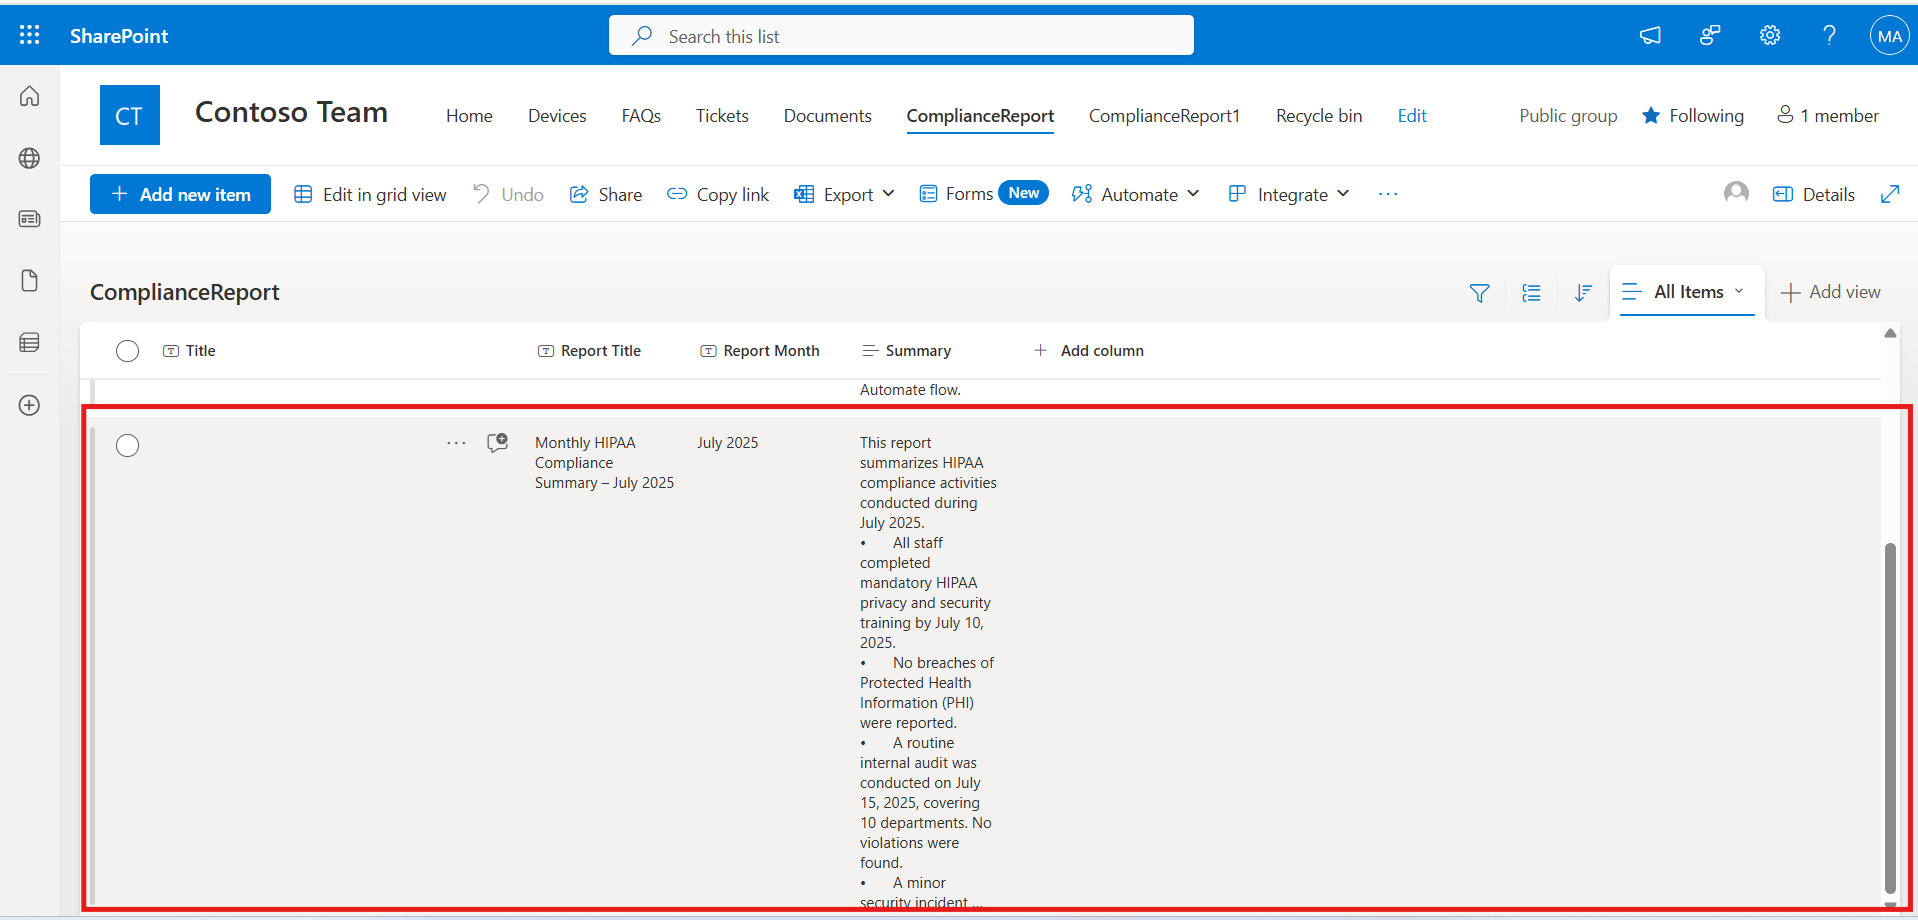 SharePoint
Search this list
MA
CT
Contoso Team
Home
Devices
FAQs
Tickets
Documents
ComplianceReport
ComplianceReport1
Recycle bin
Edit
Public group
Following
1 member
Add new item
Edit in grid view
Undo
Share
Copy link
Export
Forms
New
Automate
Integrate
Details
ComplianceReport
All Items
Add view
Title
Report Title
Report Month
Summary
Add column
Automate flow.
Monthly HIPAA
Compliance
Summary – July 2025
July 2025
This report
summarizes HIPAA
compliance activities
conducted during
July 2025.
• All staff
completed
mandatory HIPAA
privacy and security
training by July 10,
2025.
• No breaches of
Protected Health
Information (PHI)
were reported.
• A routine
internal audit was
conducted on July
15, 2025, covering
10 departments. No
violations were
found.
• A minor
security incident ...